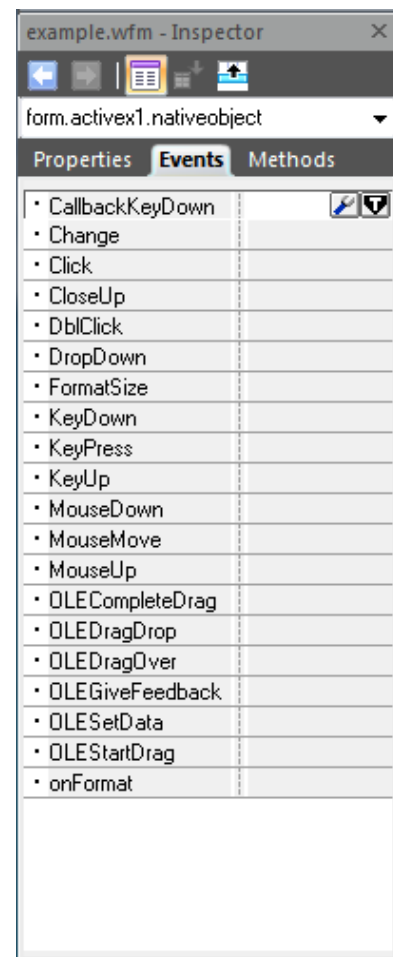 example.wfm - Inspector
form.activex1.nativeobject
Properties Events Methods
CallbackKeyDown
Change
Click
CloseUp
DblClick
DropDown
FormatSize
KeyDown
KeyPress
KeyUp
MouseDown
MouseMove
MouseUp
OLECompleteDrag
OLEDragDrop
OLEDragOver
OLEGiveFeedback
OLESetData
OLEStartDrag
onFormat